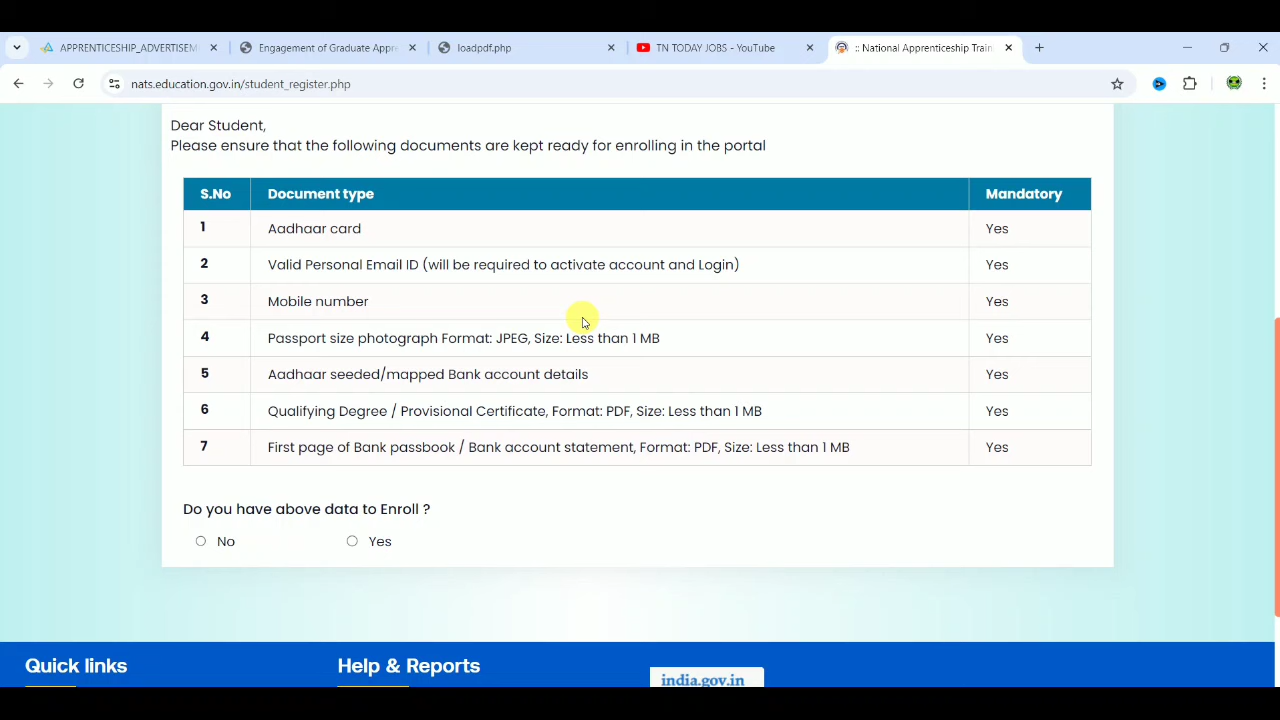 APPRENTICESHIP_ADVERTISEM
Engagement of Graduate Appre
loadpdf.php
TN TODAY JOBS - YouTube
:: National Apprenticeship Train
nats.education.gov.in/student_register.php
Dear Student,
Please ensure that the following documents are kept ready for enrolling in the portal
S.No Document type Mandatory
1 Aadhaar card Yes
2 Valid Personal Email ID (will be required to activate account and Login) Yes
3 Mobile number Yes
4 Passport size photograph Format: JPEG, Size: Less than 1 MB Yes
5 Aadhaar seeded/mapped Bank account details Yes
6 Qualifying Degree / Provisional Certificate, Format: PDF, Size: Less than 1 MB Yes
7 First page of Bank passbook / Bank account statement, Format: PDF, Size: Less than 1 MB Yes
Do you have above data to Enroll ?
No Yes
Quick links Help & Reports
india.gov.in